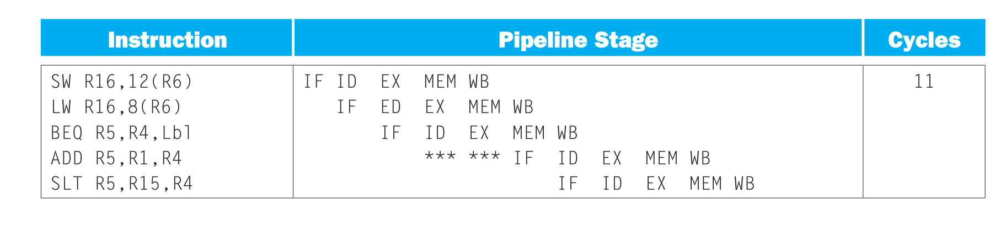 Instruction Pipeline Stage Cycles
SW R16,12(R6) IF ID EX MEM WB 11
LW R16,8(R6) IF ED EX MEM WB
BEQ R5,R4,Lbl IF ID EX MEM WB
ADD R5,R1,R4 *** *** IF ID EX MEM WB
SLT R5,R15,R4 IF ID EX MEM WB